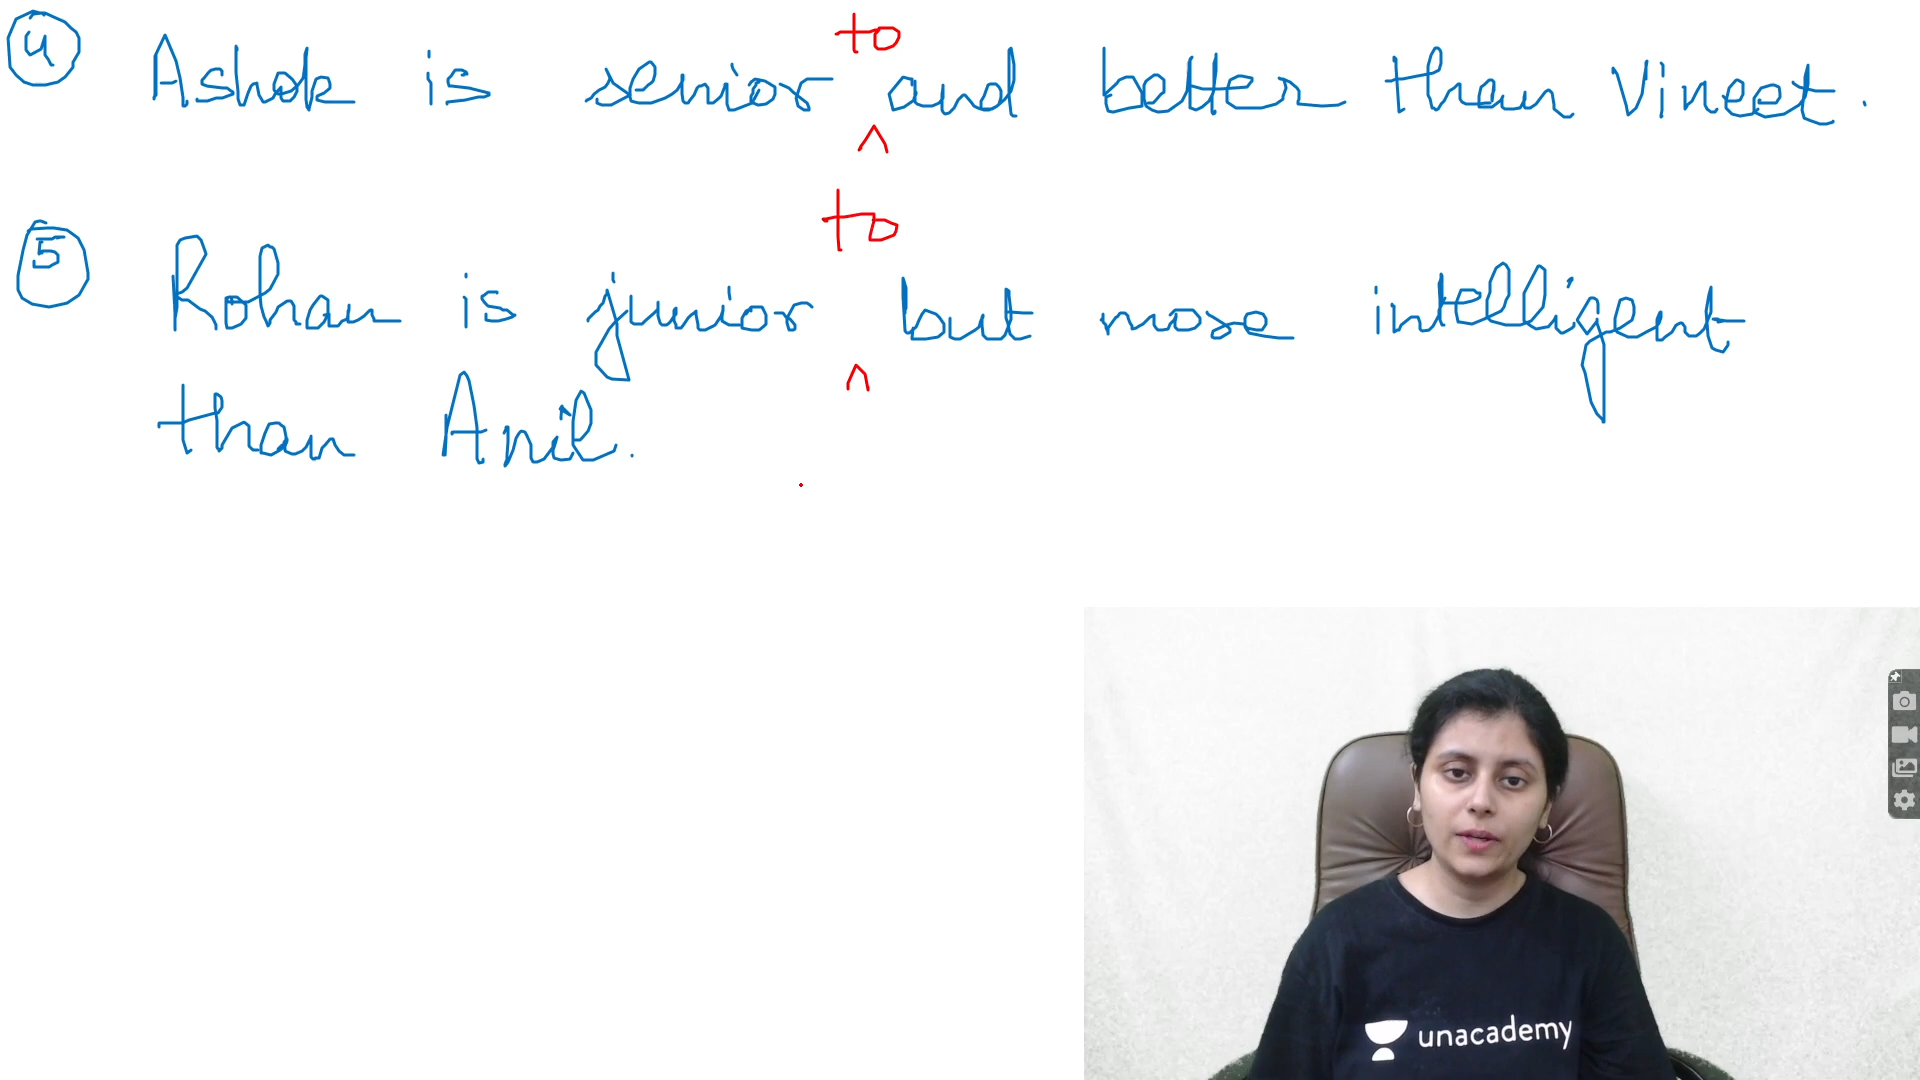 4 Ashok is senior to and better than Vineet.
^
5 Rohan is junior to but more intelligent
^
than Anil.
unacademy